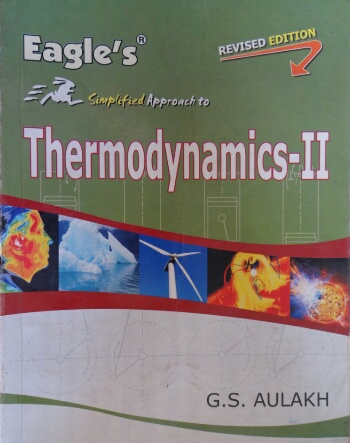 Eagle's®
REVISED EDITION
Simplified Approach to
Thermodynamics-II
G.S. AULAKH